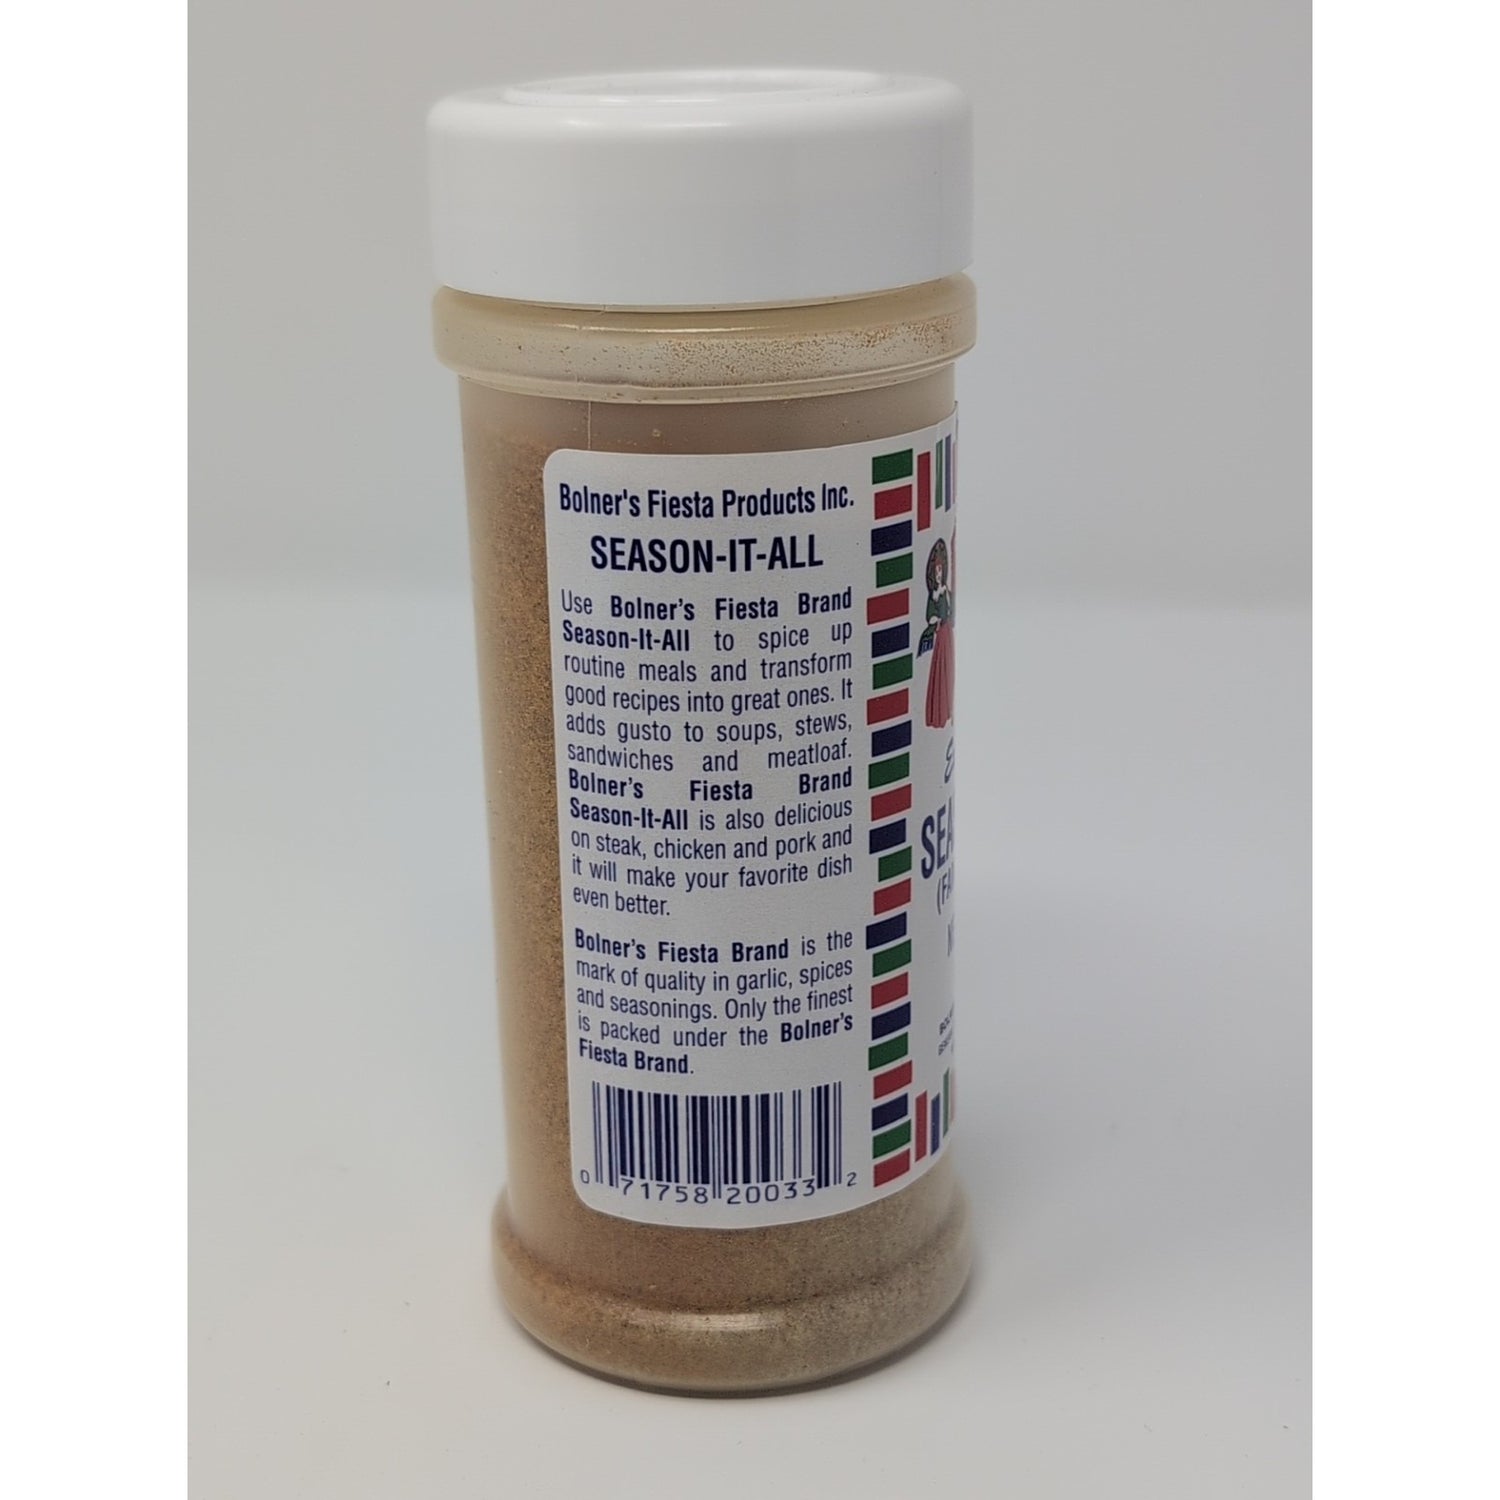 Bolner's Fiesta Products Inc.
SEASON-IT-ALL
Use Bolner's Fiesta Brand
Season-It-All to spice up
routine meals and transform
good recipes into great ones. It
adds gusto to soups, stews,
sandwiches and meatloaf.
Bolner's Fiesta Brand
Season-It-All is also delicious
on steak, chicken and pork and
it will make your favorite dish
even better.
Bolner's Fiesta Brand is the
mark of quality in garlic, spices
and seasonings. Only the finest
is packed under the Bolner's
Fiesta Brand.
0 71758 20033 2